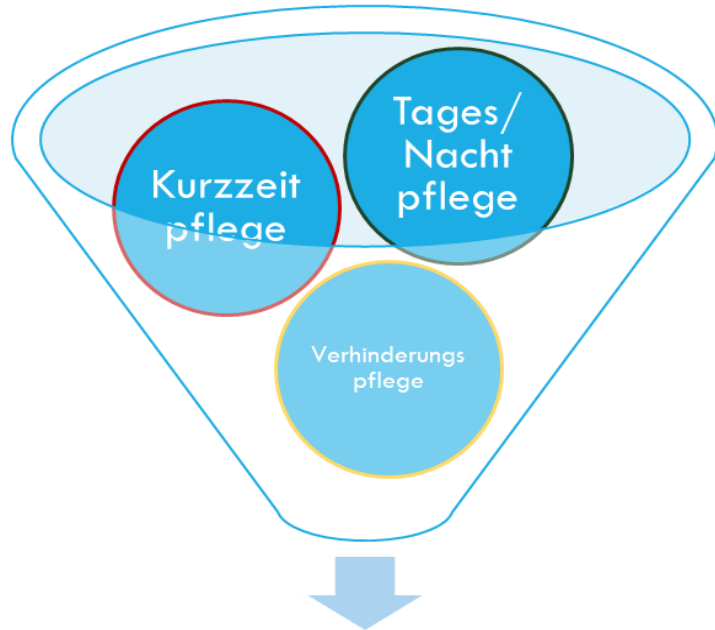 Kurzzeit
pflege
Tages/
Nacht
pflege
Verhinderungs
pflege